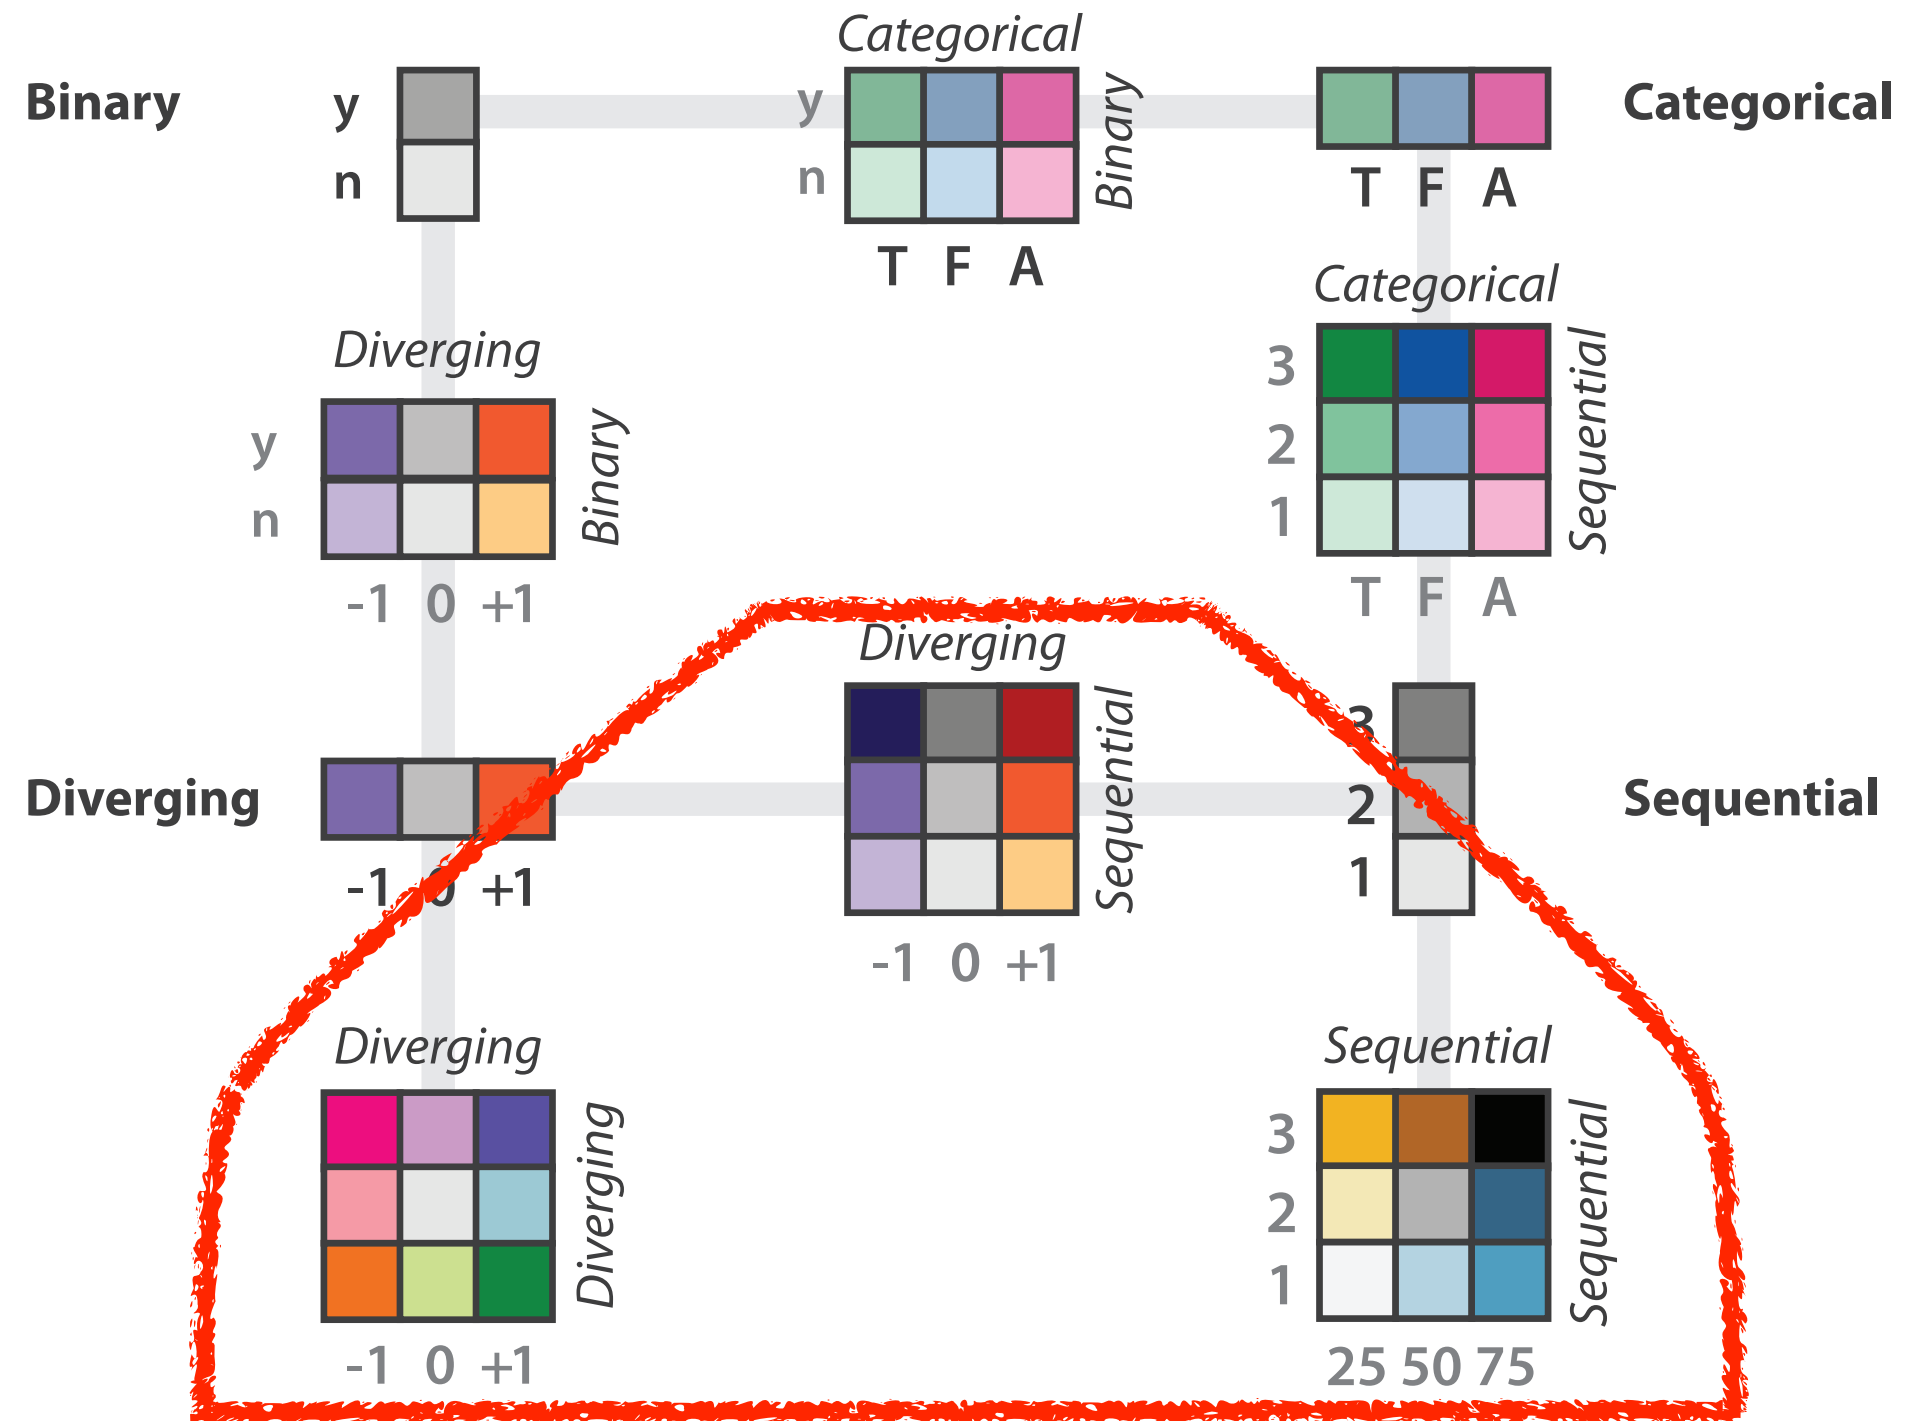 Categorical
Binary
y
y
Binary
Categorical
n
n
T F A
T F A
Categorical
Diverging
3
Sequential
y
Binary
2
n
1
-1 0 +1
T F A
Diverging
3
Sequential
Diverging
2
Sequential
-1 0 +1
1
-1 0 +1
Diverging
Sequential
Diverging
3
Sequential
2
1
-1 0 +1
25 50 75